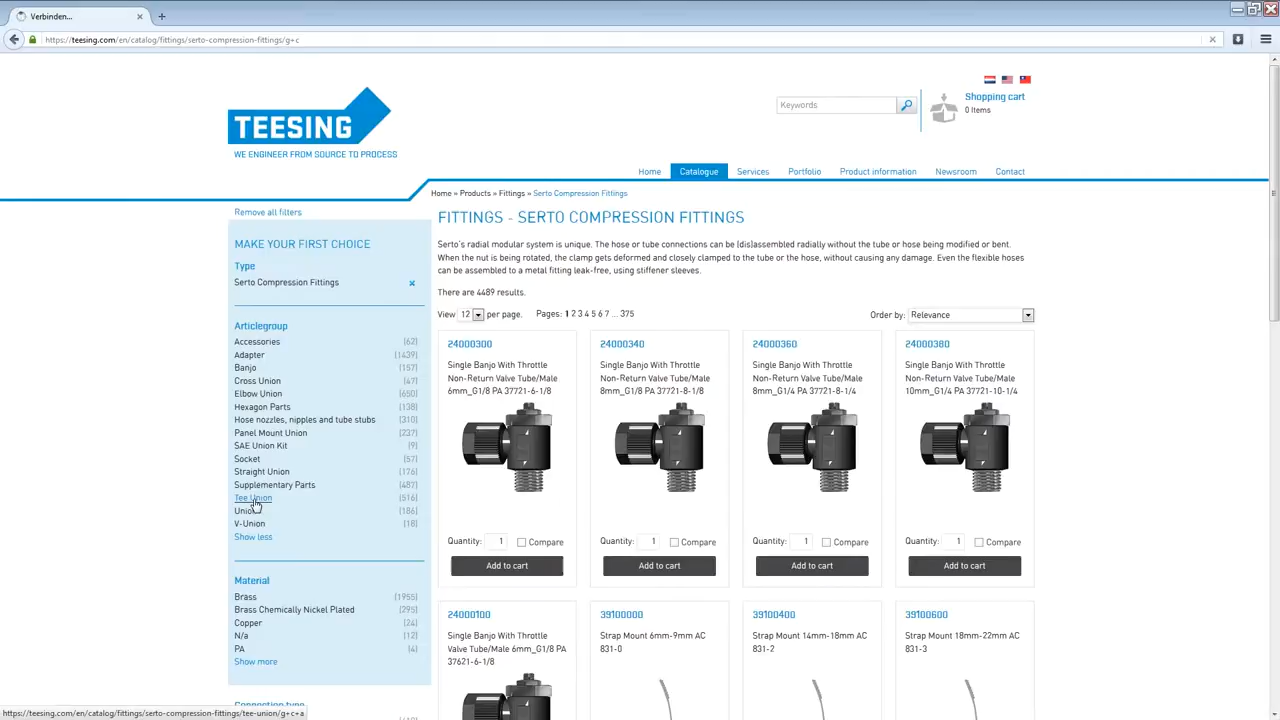 Verbinden...
https://teesing.com/en/catalog/fittings/serto-compression-fittings/g+c
TEESING
WE ENGINEER FROM SOURCE TO PROCESS
Keywords
Shopping cart
0 Items
Home Catalogue Services Portfolio Product information Newsroom Contact
Home » Products » Fittings » Serto Compression Fittings
Remove all filters
MAKE YOUR FIRST CHOICE
Type
Serto Compression Fittings
Articlegroup
Accessories (62)
Adapter (1439)
Banjo (157)
Cross Union (47)
Elbow Union (650)
Hexagon Parts (138)
Hose nozzles, nipples and tube stubs (310)
Panel Mount Union (237)
SAE Union Kit (9)
Socket (57)
Straight Union (176)
Supplementary Parts (487)
Tee Union (516)
Union (186)
V-Union (18)
Show less
Material
Brass (1955)
Brass Chemically Nickel Plated (295)
Copper (24)
N/a (12)
PA (4)
Show more
FITTINGS - SERTO COMPRESSION FITTINGS
Serto's radial modular system is unique. The hose or tube connections can be (dis)assembled radially without the tube or hose being modified or bent.
When the nut is being rotated, the clamp gets deformed and closely clamped to the tube or the hose, without causing any damage. Even the flexible hoses
can be assembled to a metal fitting leak-free, using stiffener sleeves.
There are 4489 results.
View 12 per page. Pages: 1 2 3 4 5 6 7 ... 375
Order by: Relevance
24000300
Single Banjo With Throttle
Non-Return Valve Tube/Male
6mm_G1/8 PA 37721-6-1/8
Quantity: 1 Compare
Add to cart
24000340
Single Banjo With Throttle
Non-Return Valve Tube/Male
8mm_G1/8 PA 37721-8-1/8
Quantity: 1 Compare
Add to cart
24000360
Single Banjo With Throttle
Non-Return Valve Tube/Male
8mm_G1/4 PA 37721-8-1/4
Quantity: 1 Compare
Add to cart
24000380
Single Banjo With Throttle
Non-Return Valve Tube/Male
10mm_G1/4 PA 37721-10-1/4
Quantity: 1 Compare
Add to cart
24000100
Single Banjo With Throttle
Valve Tube/Male 6mm_G1/8 PA
37621-6-1/8
39100000
Strap Mount 6mm-9mm AC
831-0
39100400
Strap Mount 14mm-18mm AC
831-2
39100600
Strap Mount 18mm-22mm AC
831-3
https://teesing.com/en/catalog/fittings/serto-compression-fittings/tee-union/g+c+a